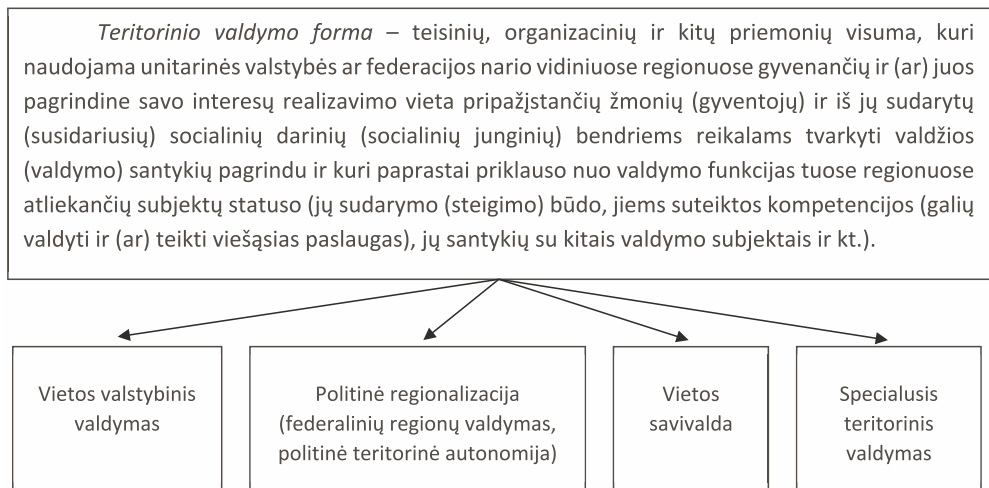 Teritorinio valdymo forma – teisinių, organizacinių ir kitų priemonių visuma, kuri
naudojama unitarinės valstybės ar federacijos nario vidiniuose regionuose gyvenančių ir (ar) juos
pagrindine savo interesų realizavimo vieta pripažįstančių žmonių (gyventojų) ir iš jų sudarytų
(susidariusių) socialinių darinių (socialinių junginių) bendriems reikalams tvarkyti valdžios
(valdymo) santykių pagrindu ir kuri paprastai priklauso nuo valdymo funkcijas tuose regionuose
atliekančių subjektų statuso (jų sudarymo (steigimo) būdo, jiems suteiktos kompetencijos (galių
valdyti ir (ar) teikti viešąsias paslaugas), jų santykių su kitais valdymo subjektais ir kt.).
Vietos valstybinis
valdymas
Politinė regionalizacija
(federalinių regionų valdymas,
politinė teritorinė autonomija)
Vietos
savivalda
Specialusis
teritorinis
valdymas